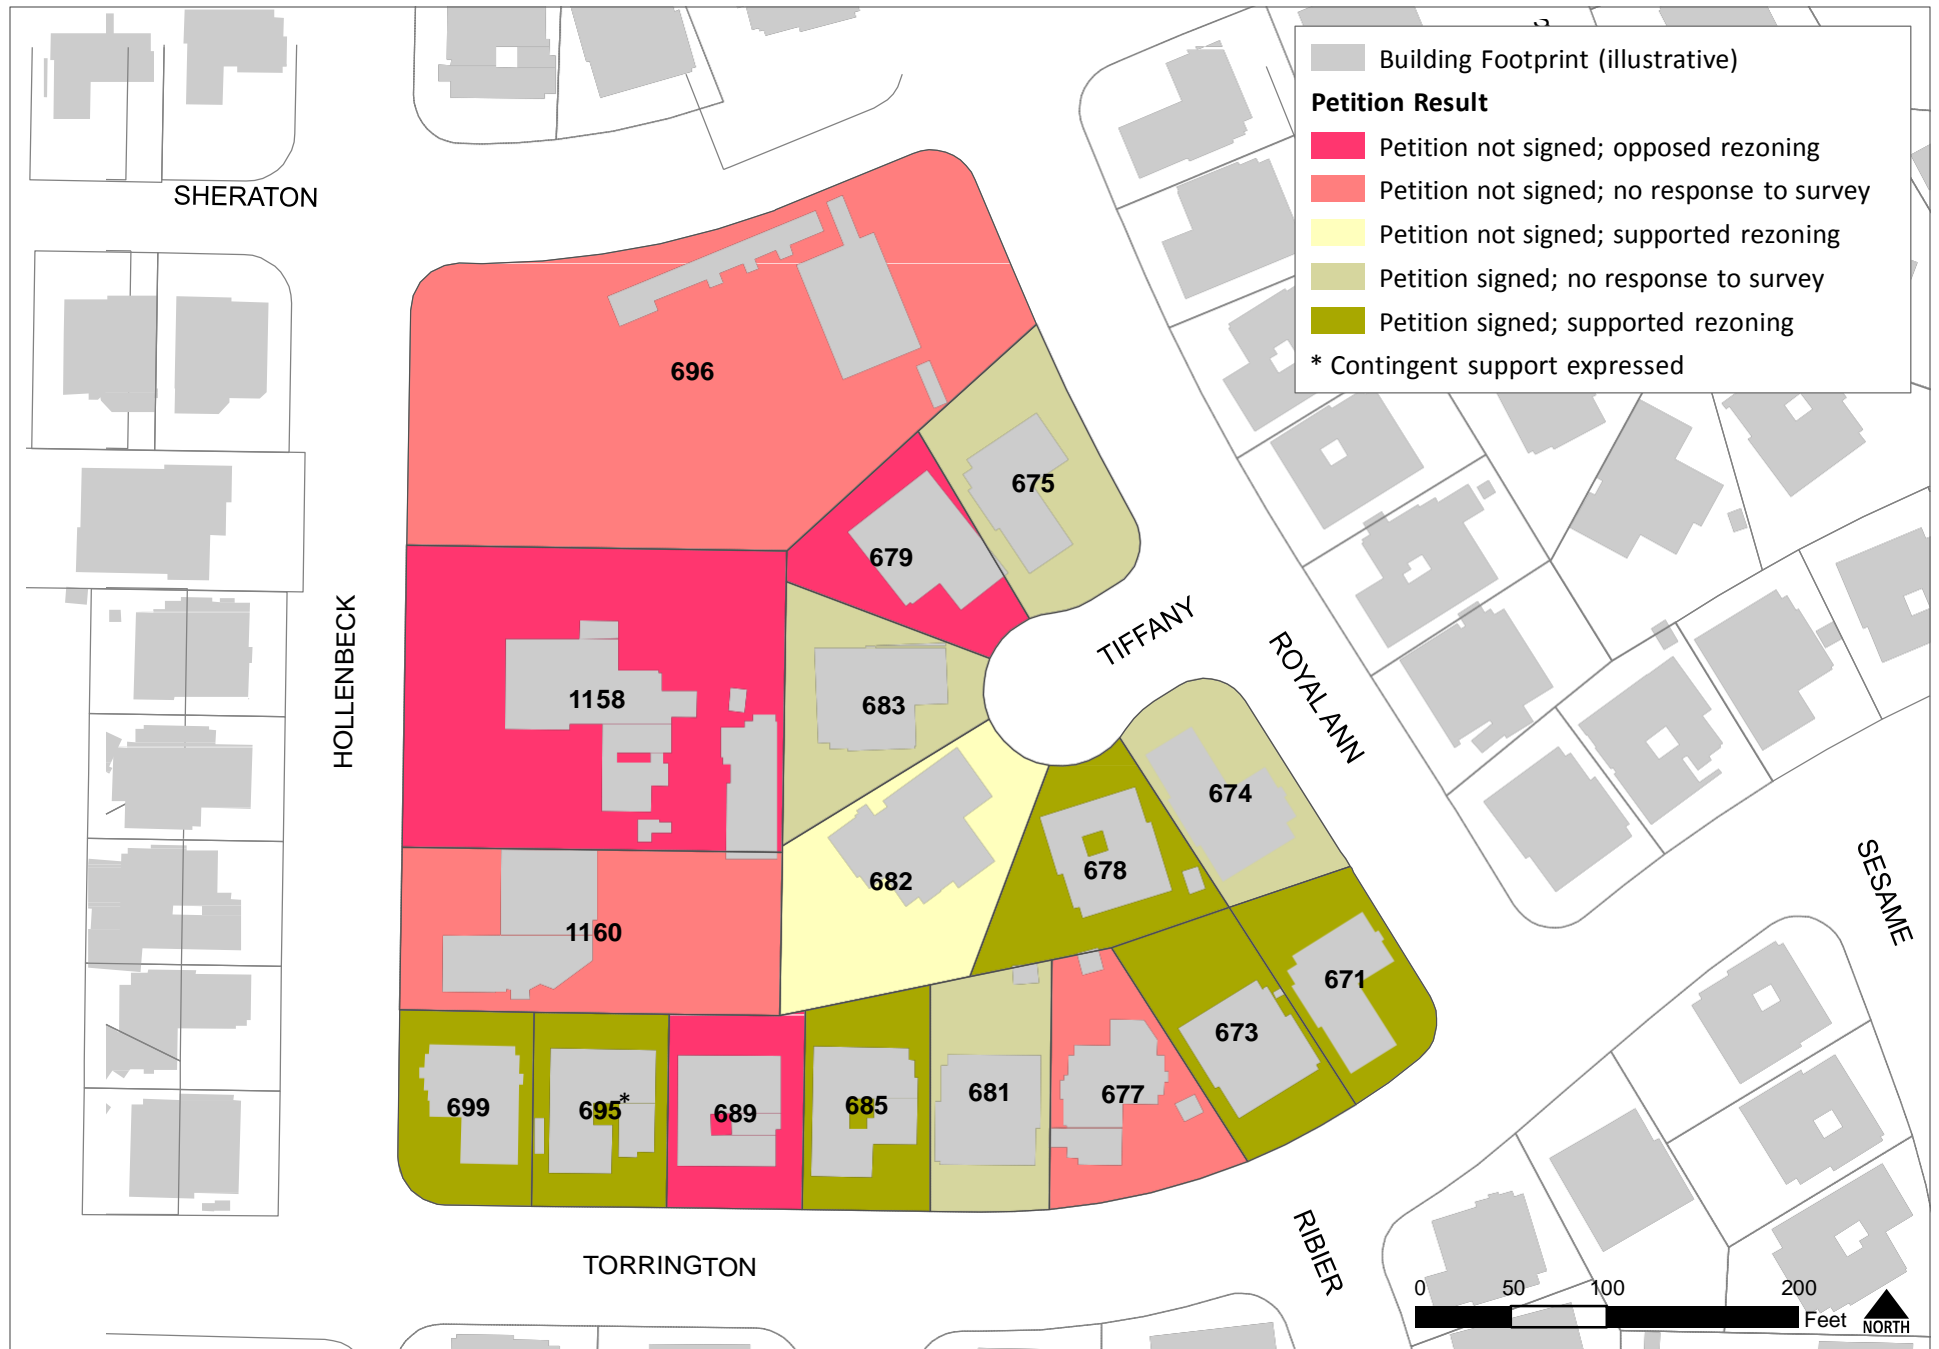 Building Footprint (illustrative)
Petition Result
Petition not signed; opposed rezoning
Petition not signed; no response to survey
Petition not signed; supported rezoning
Petition signed; no response to survey
Petition signed; supported rezoning
* Contingent support expressed
SHERATON
696
675
679
HOLLENBECK
TIFFANY
ROYAL ANN
1158
683
674
678
682
SESAME
1160
671
673
699
695*
689
685
681
677
TORRINGTON
RIBIER
0 50 100 200
Feet
NORTH